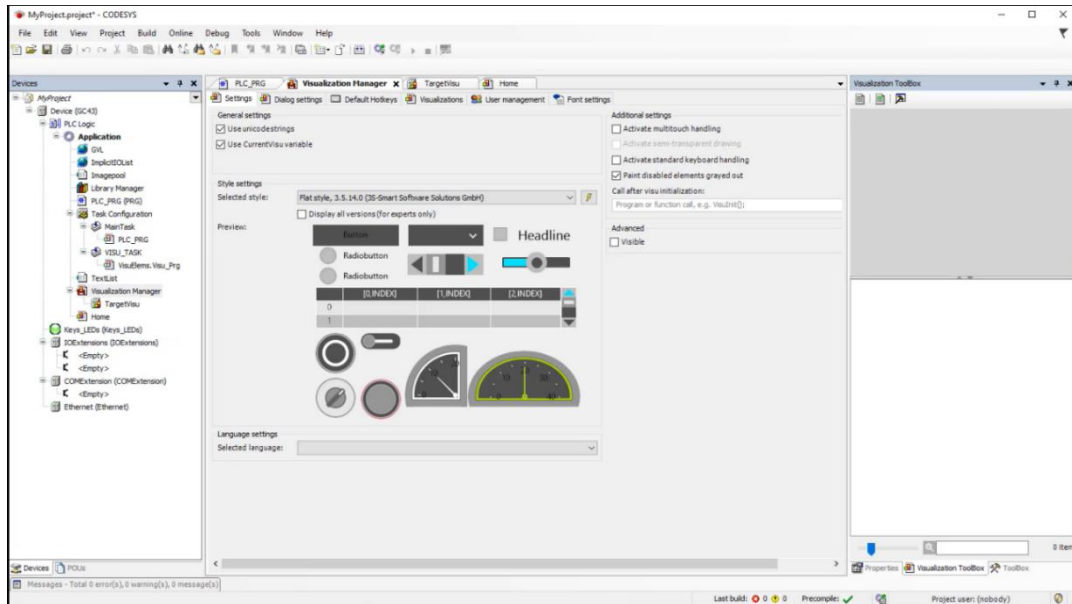 MyProject.project* - CODESYS
File Edit View Project Build Online Debug Tools Window Help
Devices
MyProject
Device (GC43)
PLC Logic
Application
GVL
ImplicitIOList
Imagepool
Library Manager
PLC_PRG (PRG)
Task Configuration
MainTask
PLC_PRG
VISU_TASK
VisuElems.Visu_Prg
TextList
Visualization Manager
TargetVisu
Home
Keys_LEDs (Keys_LEDs)
IOExtensions (IOExtensions)
<Empty>
<Empty>
COMExtension (COMExtension)
<Empty>
Ethernet (Ethernet)
Devices POUs
PLC_PRG Visualization Manager TargetVisu Home
Settings Dialog settings Default Hotkeys Visualizations User management Font settings
General settings
Use unicodestrings
Use CurrentVisu variable
Style settings
Selected style: Flat style, 3.5.14.0 (3S-Smart Software Solutions GmbH)
Display all versions (for experts only)
Preview:
Button Headline
Radiobutton
Radiobutton
[0,INDEX] [1,INDEX] [2,INDEX]
0
1
Language settings
Selected language:
Additional settings
Activate multitouch handling
Activate semi-transparent drawing
Activate standard keyboard handling
Paint disabled elements grayed out
Call after visu initialization:
Program or function call, e.g. VisuInit();
Advanced
Visible
Visualization ToolBox
0 item
Properties Visualization ToolBox ToolBox
Messages - Total 0 error(s), 0 warning(s), 0 message(s)
Last build: 0 0 Precompile: Project user: (nobody)